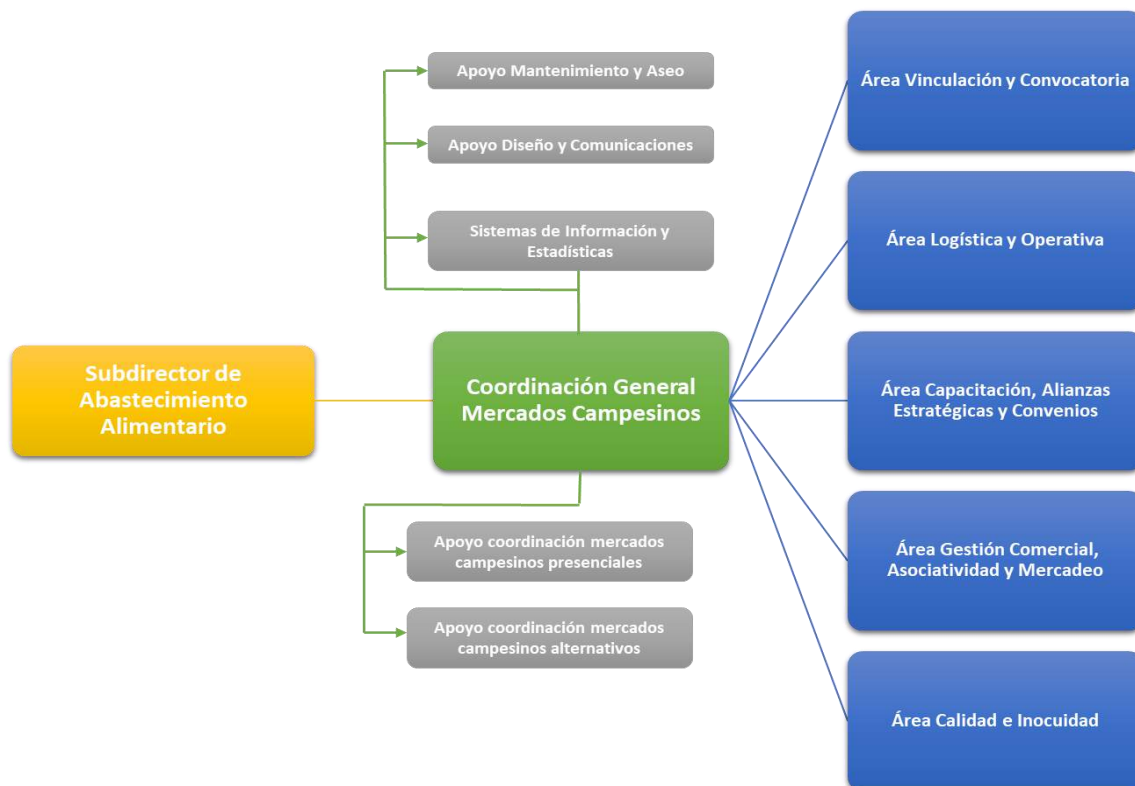 Apoyo Mantenimiento y Aseo
Apoyo Diseño y Comunicaciones
Sistemas de Información y
Estadísticas
Subdirector de
Abastecimiento
Alimentario
Coordinación General
Mercados Campesinos
Apoyo coordinación mercados
campesinos presenciales
Apoyo coordinación mercados
campesinos alternativos
Área Vinculación y Convocatoria
Área Logística y Operativa
Área Capacitación, Alianzas
Estratégicas y Convenios
Área Gestión Comercial,
Asociatividad y Mercadeo
Área Calidad e Inocuidad